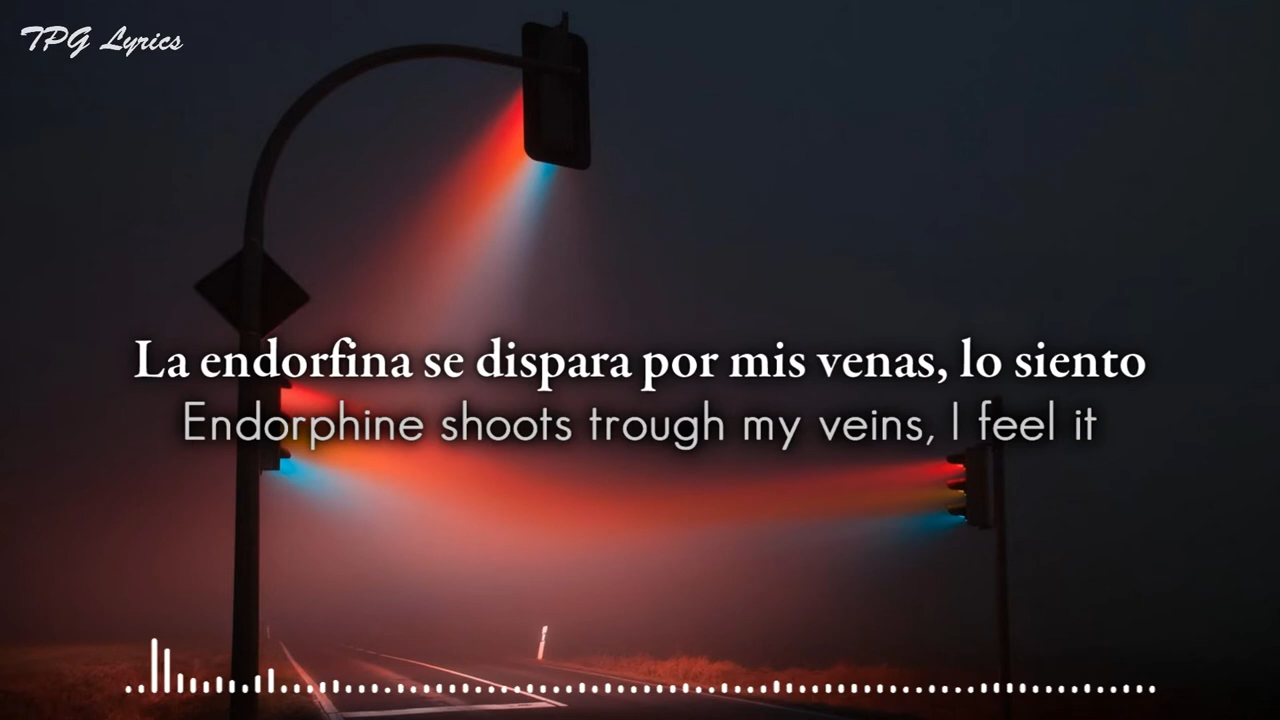 TPG Lyrics
La endorfina se dispara por mis venas, lo siento
Endorphine shoots trough my veins, I feel it